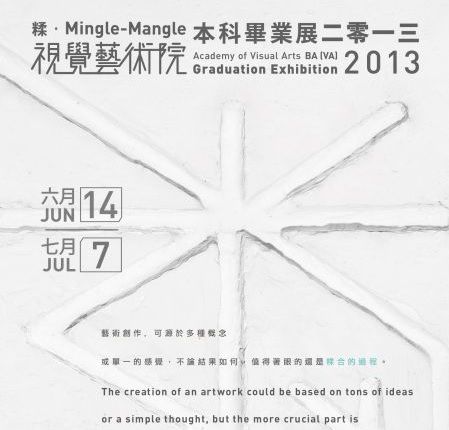 糅．Mingle-Mangle
視覺藝術院
本科畢業展二零一三
Academy of Visual Arts BA (VA)
Graduation Exhibition 2013
六月
JUN 14
七月
JUL 7
藝術創作，可源於多種概念
或單一的感覺，不論結果如何，值得著眼的還是糅合的過程。
The creation of an artwork could be based on tons of ideas
or a simple thought, but the more crucial part is